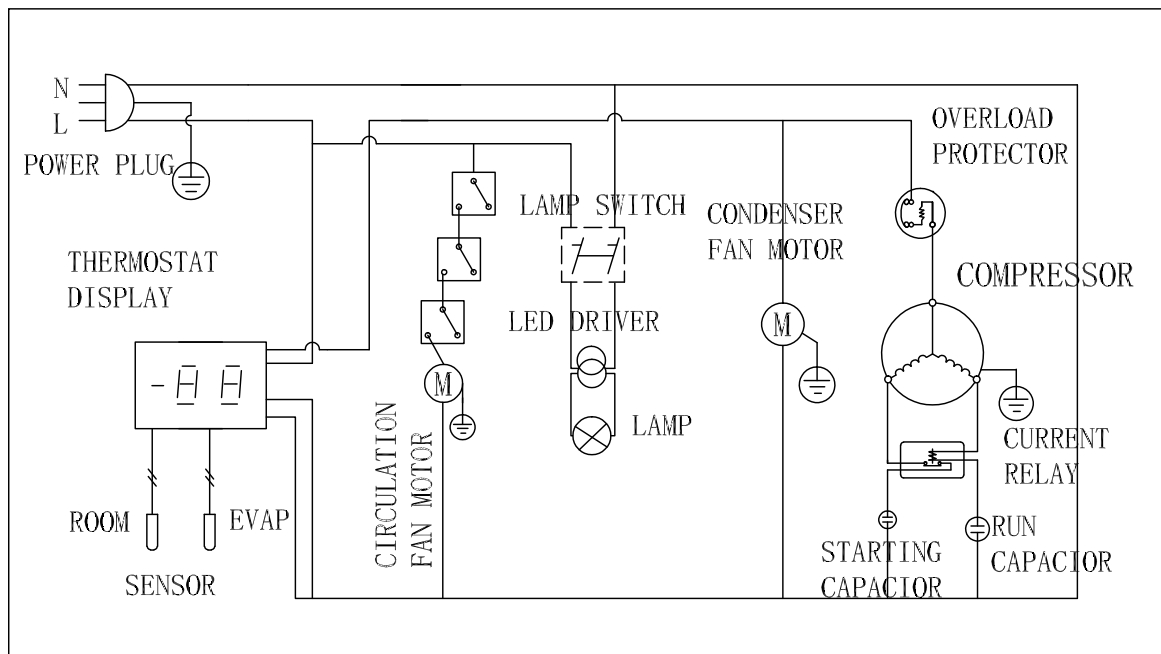 N
L
POWER PLUG
THERMOSTAT
DISPLAY
-88
ROOM
EVAP
SENSOR
CIRCULATION
FAN MOTOR
M
LAMP SWITCH
LED DRIVER
LAMP
CONDENSER
FAN MOTOR
M
OVERLOAD
PROTECTOR
COMPRESSOR
CURRENT
RELAY
STARTING
CAPACIOR
RUN
CAPACIOR